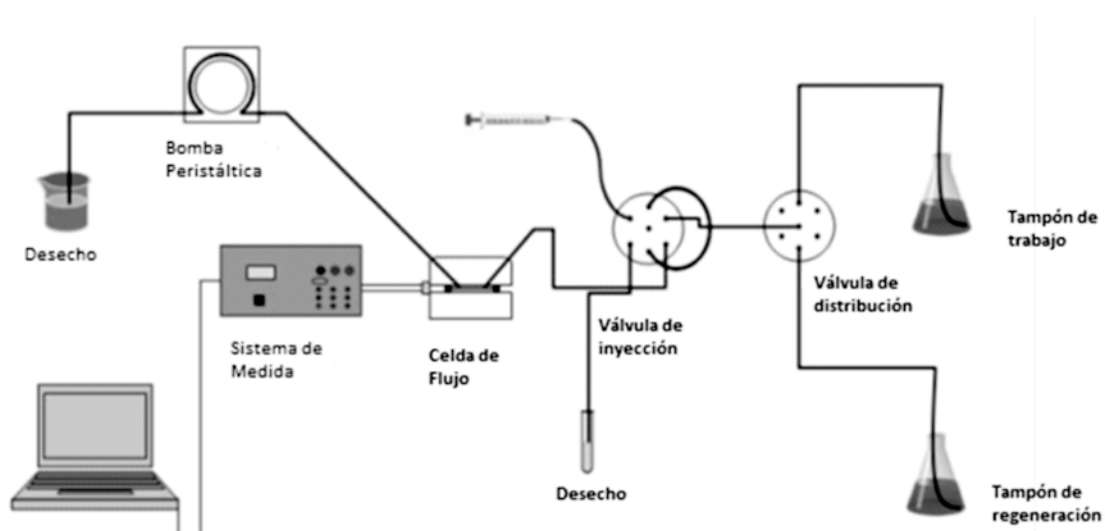 Bomba
Peristáltica
Desecho
Sistema de
Medida
Celda de
Flujo
Válvula de
inyección
Desecho
Válvula de
distribución
Tampón de
trabajo
Tampón de
regeneración